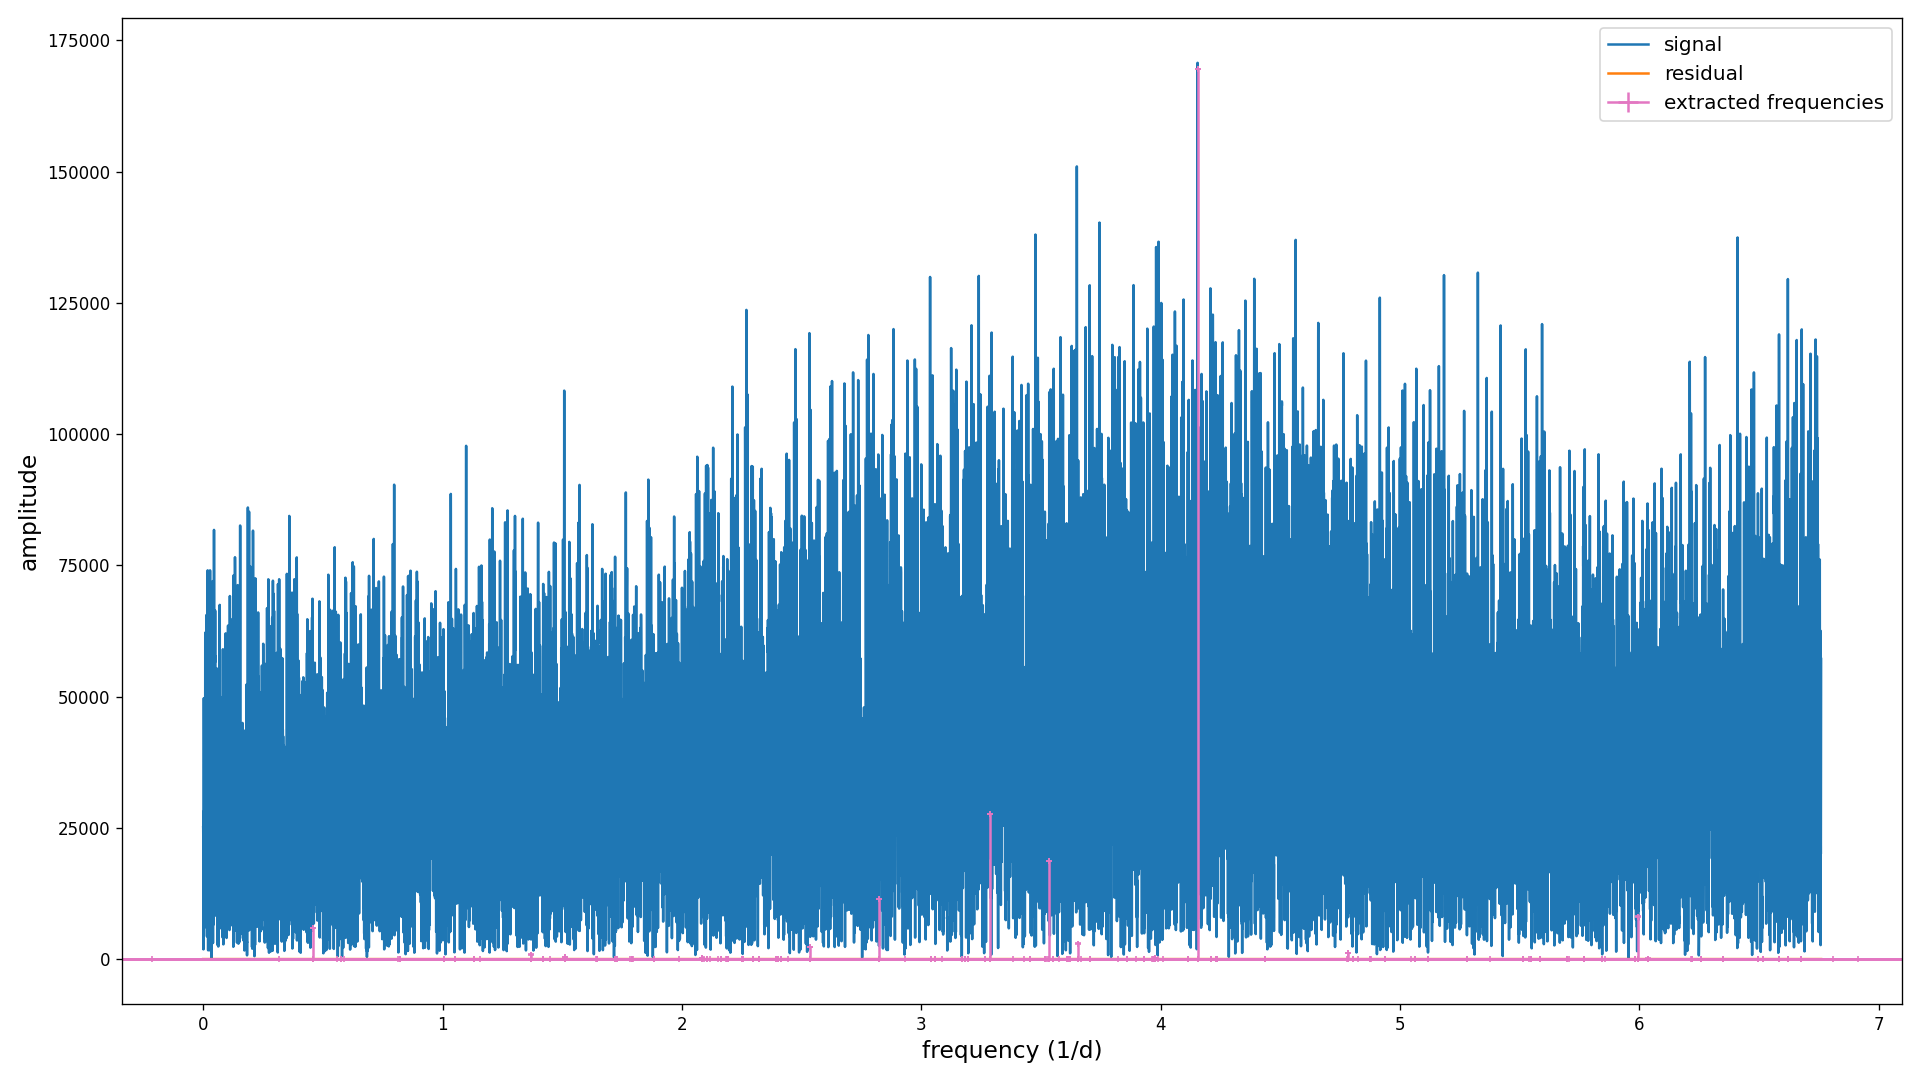 signal
residual
extracted frequencies
amplitude
175000
150000
125000
100000
75000
50000
25000
0
0 1 2 3 4 5 6 7
frequency (1/d)